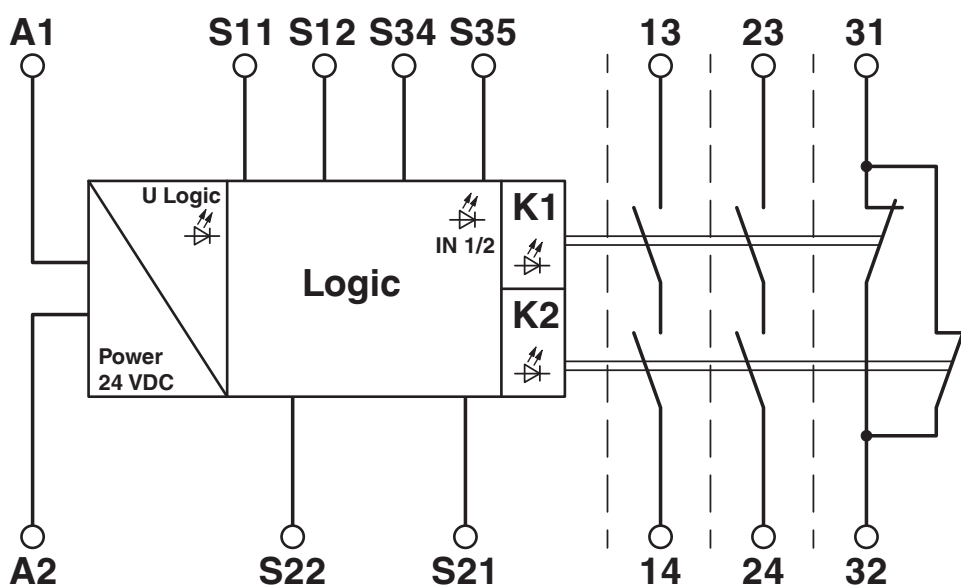 A1 S11 S12 S34 S35 13 23 31
U Logic
IN 1/2
K1
Logic
K2
Power
24 VDC
A2 S22 S21 14 24 32